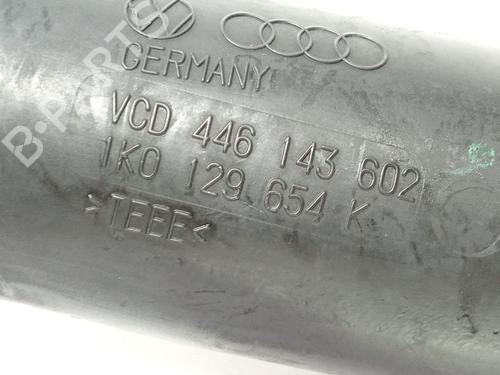 GERMANY
VCD 446 143 602
1K0 129 654 K
>TEEE<
B-PARTS